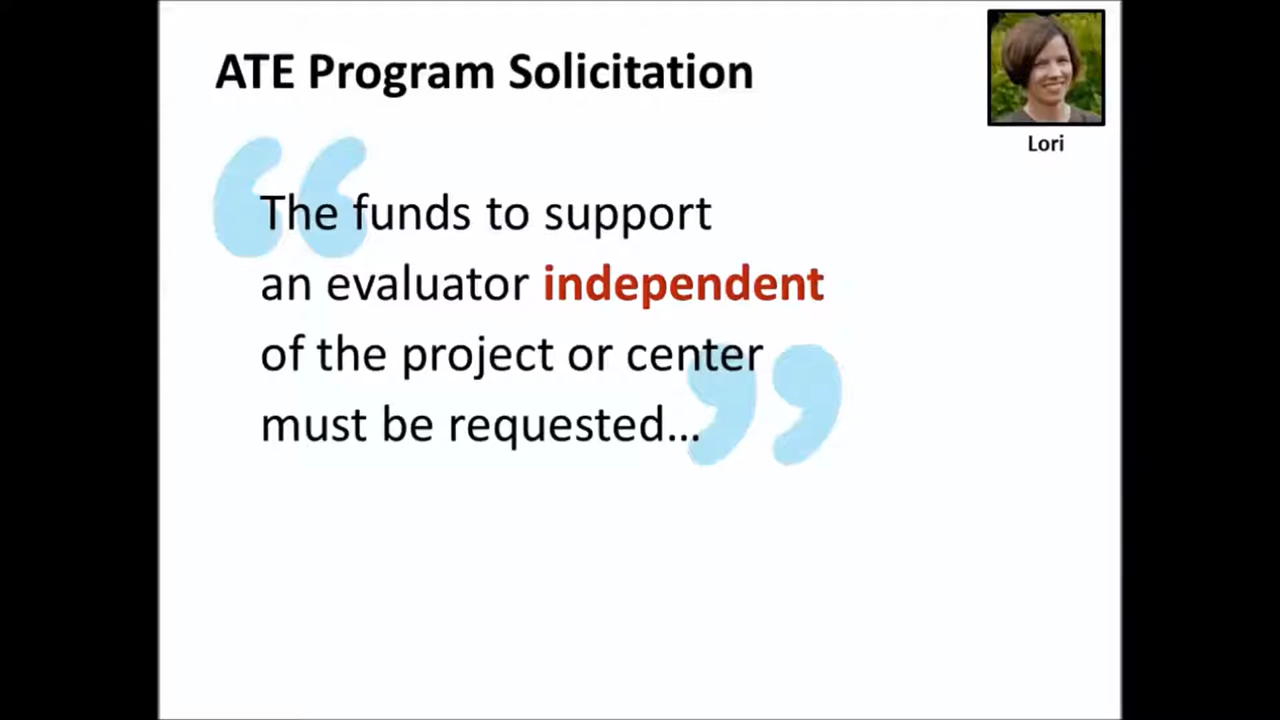 ATE Program Solicitation
Lori
The funds to support
an evaluator independent
of the project or center
must be requested...